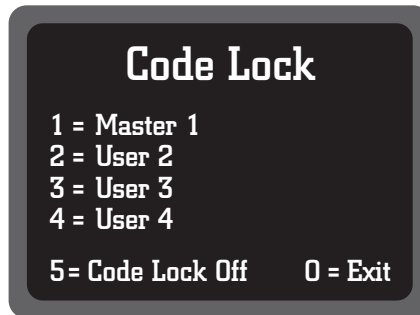 Code Lock
1 = Master 1
2 = User 2
3 = User 3
4 = User 4
5= Code Lock Off 0 = Exit